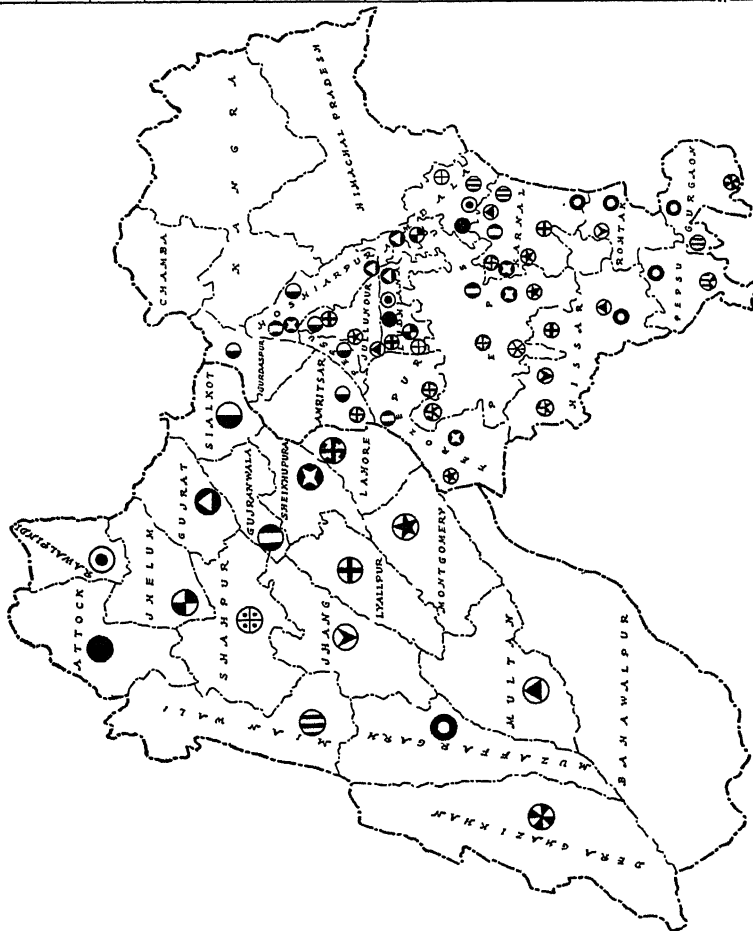 HIMACHAL PRADESH
KANGRA
CHAMBA
HOSHIARPUR
GURDASPUR
JULLUNDUR
AMRITSAR
SIALKOT
LAHORE
KARNAL
ROHTAK
GURGAON
PEPSU
HISSAR
PEPSU
GUJRANWALA
SHEIKHUPURA
GUJRAT
RAWALPINDI
JHELUM
ATTOCK
SHAHPUR
LYALLPUR
MONTGOMERY
JHANG
MIANWALI
MULTAN
BAHAWALPUR
MUZAFFARGARH
DERA GHAZI KHAN